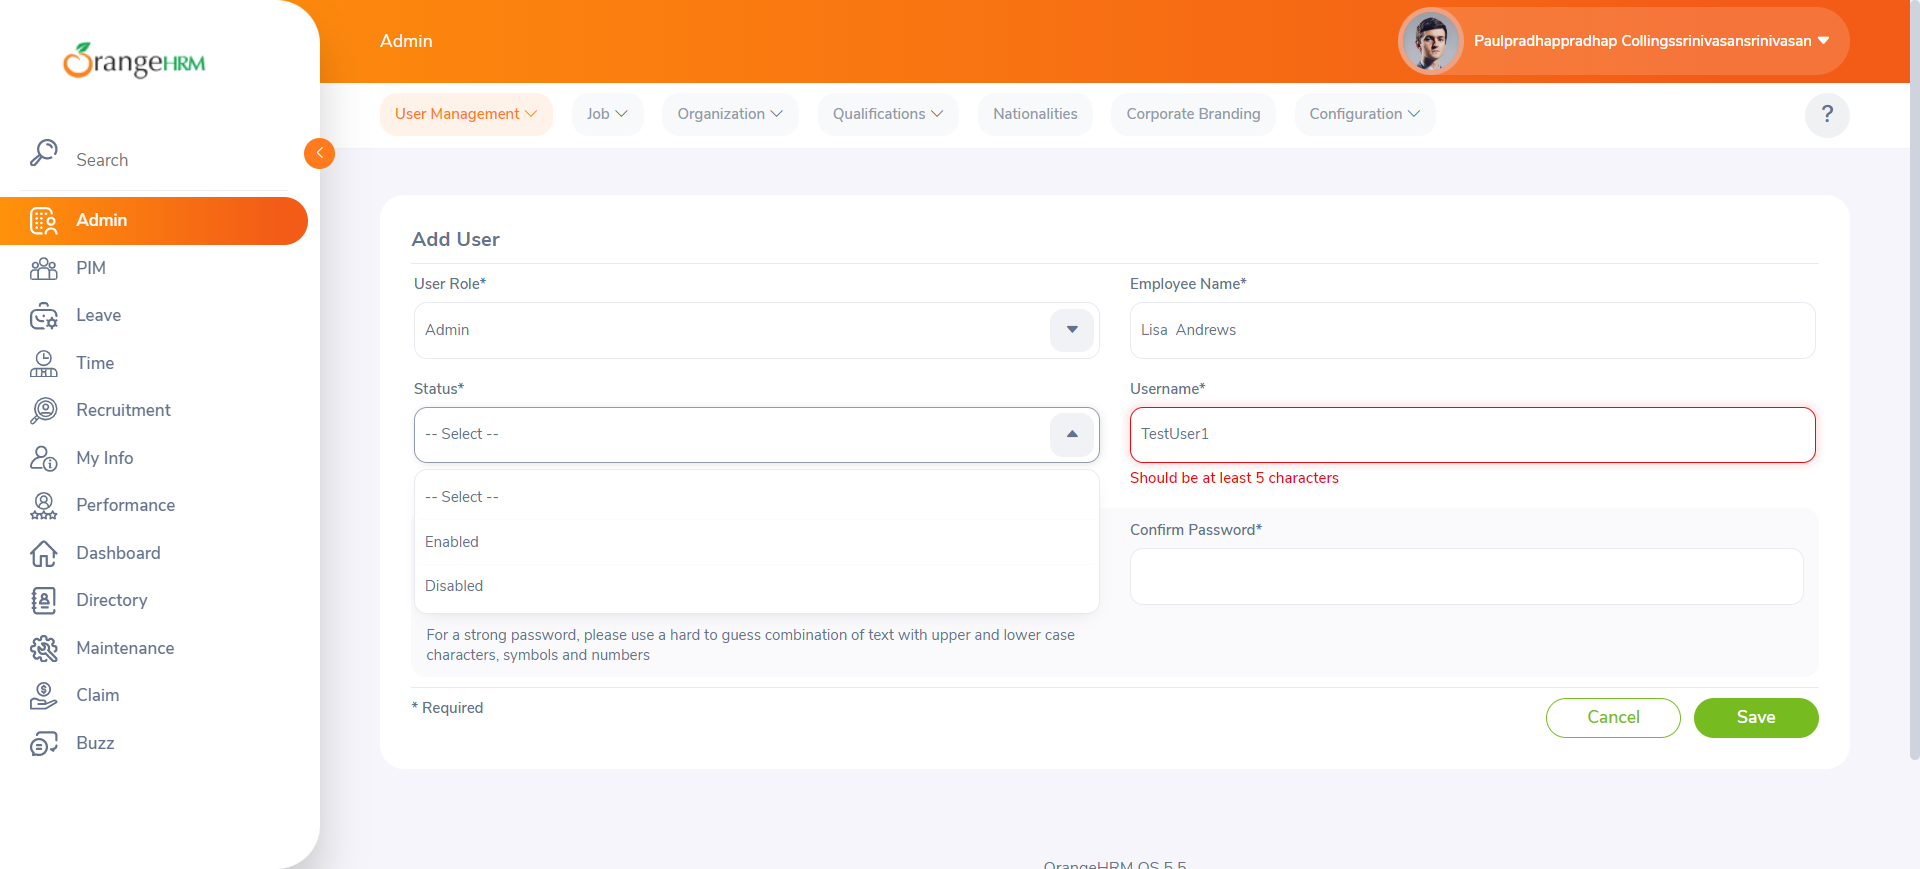 OrangeHRM
Search
Admin
PIM
Leave
Time
Recruitment
My Info
Performance
Dashboard
Directory
Maintenance
Claim
Buzz
Admin
Paulpradhappradhap Collingssrinivasansrinivasan
User Management
Job
Organization
Qualifications
Nationalities
Corporate Branding
Configuration
?
Add User
User Role*
Admin
Employee Name*
Lisa  Andrews
Status*
-- Select --
-- Select --
Enabled
Disabled
Username*
TestUser1
Should be at least 5 characters
Confirm Password*
For a strong password, please use a hard to guess combination of text with upper and lower case
characters, symbols and numbers
* Required
Cancel
Save
OrangeHRM OS 5.5